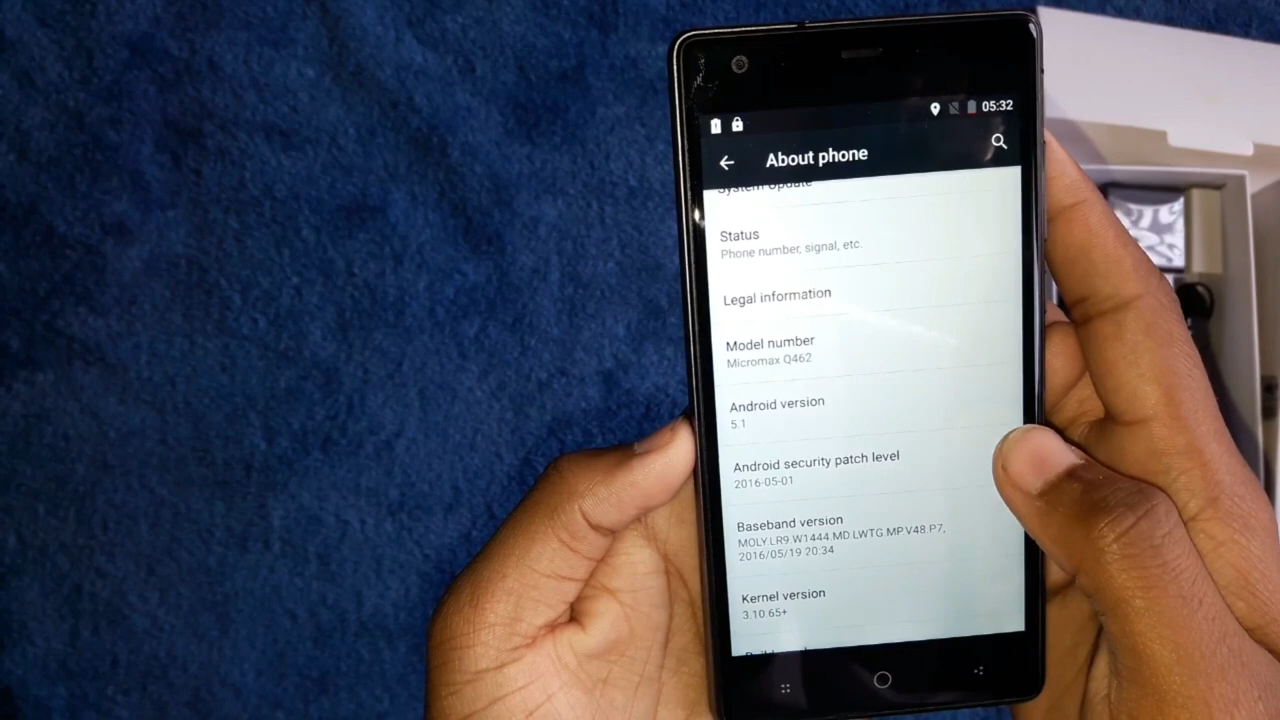 05:32
About phone
System update
Status
Phone number, signal, etc.
Legal information
Model number
Micromax Q462
Android version
5.1
Android security patch level
2016-05-01
Baseband version
MOLY.LR9.W1444.MD.LWTG.MP.V48.P7,
2016/05/19 20:34
Kernel version
3.10.65+